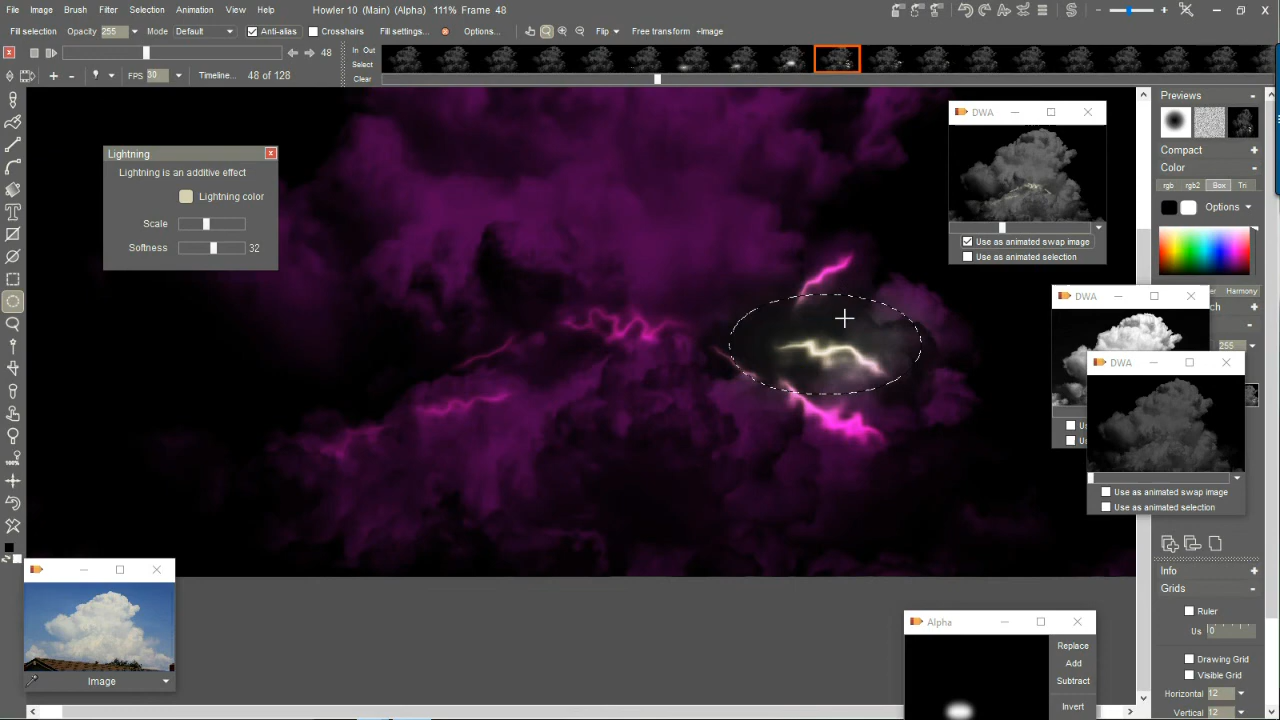 File Image Brush Filter Selection Animation View Help Howler 10 (Main) (Alpha) 111% Frame 48
Fill selection Opacity 255 Mode Default Anti-alias Crosshairs Fill settings... Options... Flip Free transform +Image
48 In Out
Select
FPS 30 Timeline... 48 of 128 Clear
Lightning
Lightning is an additive effect
Lightning color
Scale
Softness 32
DWA
Use as animated swap image
Use as animated selection
Previews
Compact
Color
rgb rgb2 Box Tri
Options
Harmony
DWA
255
DWA
Use as animated swap image
Use as animated selection
Info
Grids
Ruler
Us 0
Drawing Grid
Visible Grid
Horizontal 12
Vertical 12
Image
Alpha
Replace
Add
Subtract
Invert
100%